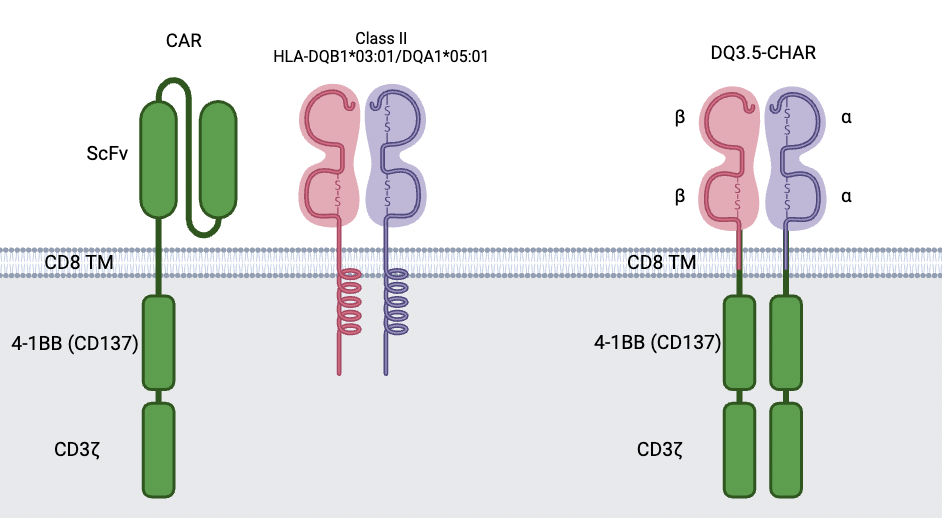 CAR
Class II
HLA-DQB1*03:01/DQA1*05:01
DQ3.5-CHAR
ScFv
CD8 TM
4-1BB (CD137)
CD3ζ
S
S
S
S
S
S
β
α
β
α
S
S
S
S
S
S
CD8 TM
4-1BB (CD137)
CD3ζ